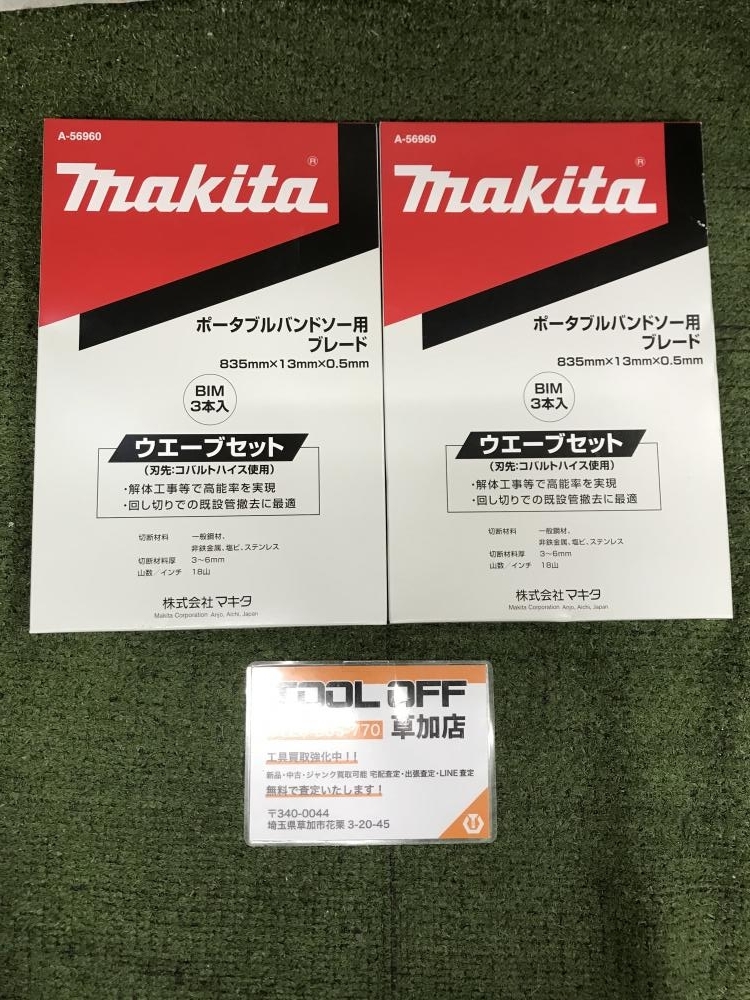 A-56960
makita®
ポータブルバンドソー用
ブレード
835mm×13mm×0.5mm
BIM
3本入
ウエーブセット
(刃先:コバルトハイス使用)
・解体工事等で高能率を実現
・回し切りでの既設管撤去に最適
切断材料 一般鋼材、
非鉄金属、塩ビ、ステンレス
切断材料厚 3~6mm
山数/インチ 18山
株式会社マキタ
Makita Corporation Anjo, Aichi, Japan
A-56960
makita®
ポータブルバンドソー用
ブレード
835mm×13mm×0.5mm
BIM
3本入
ウエーブセット
(刃先:コバルトハイス使用)
・解体工事等で高能率を実現
・回し切りでの既設管撤去に最適
切断材料 一般鋼材、
非鉄金属、塩ビ、ステンレス
切断材料厚 3~6mm
山数/インチ 18山
株式会社マキタ
Makita Corporation Anjo, Aichi, Japan
TOOL OFF
770 草加店
工具買取強化中!!
新品・中古・ジャンク買取可能 宅配査定・出張査定・LINE査定
無料で査定いたします!
〒340-0044
埼玉県草加市花栗3-20-45